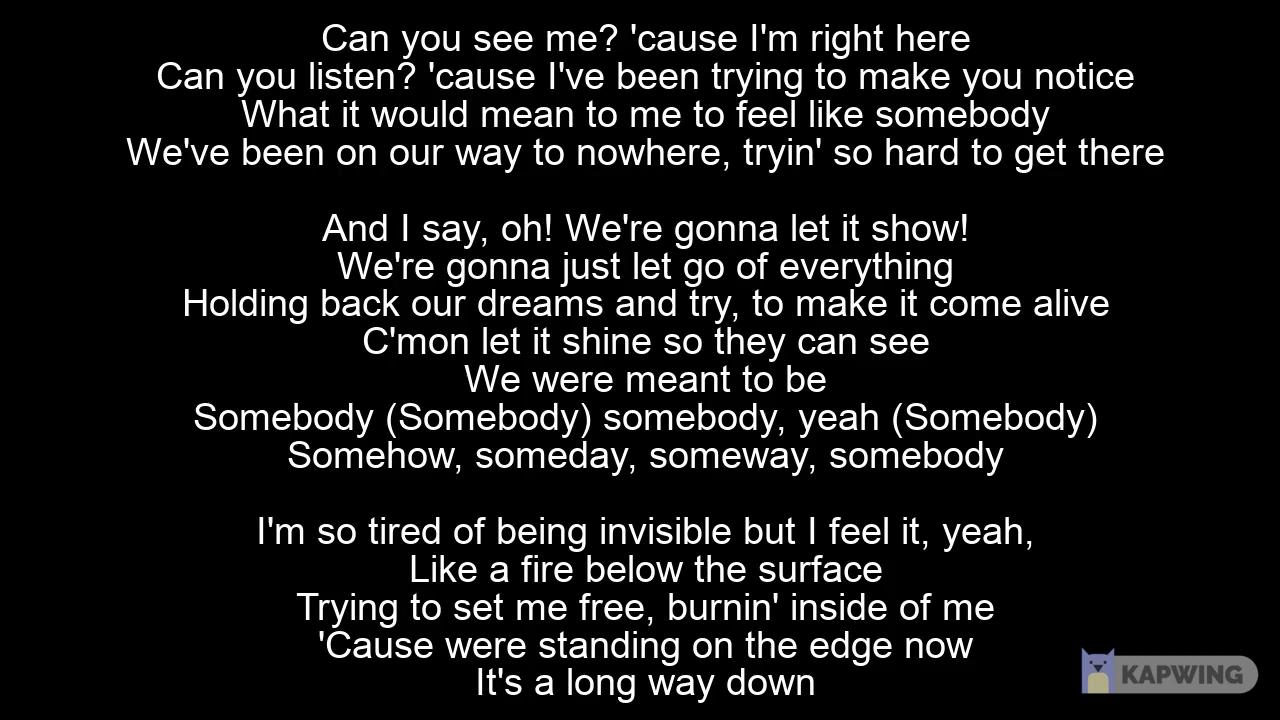 Can you see me? 'cause I'm right here
Can you listen? 'cause I've been trying to make you notice
What it would mean to me to feel like somebody
We've been on our way to nowhere, tryin' so hard to get there
And I say, oh! We're gonna let it show!
We're gonna just let go of everything
Holding back our dreams and try, to make it come alive
C'mon let it shine so they can see
We were meant to be
Somebody (Somebody) somebody, yeah (Somebody)
Somehow, someday, someway, somebody
I'm so tired of being invisible but I feel it, yeah,
Like a fire below the surface
Trying to set me free, burnin' inside of me
'Cause were standing on the edge now
It's a long way down
KAPWING